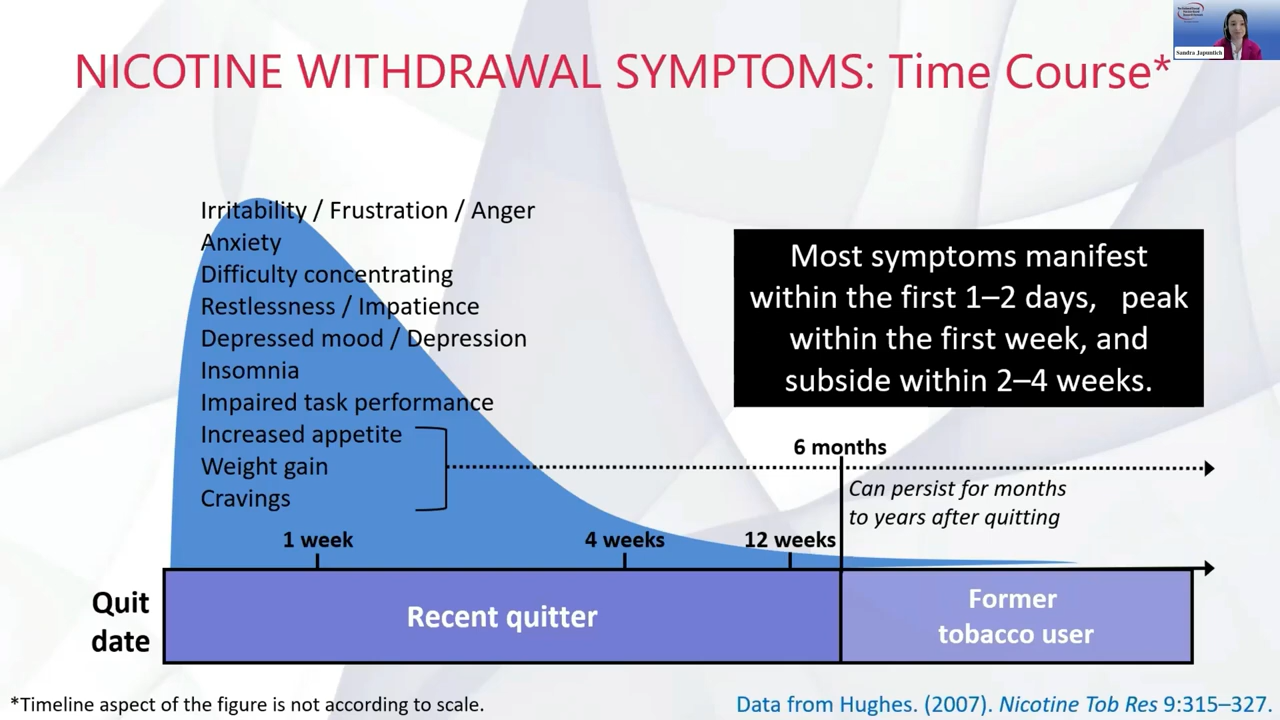 Sandra Japuntich
NICOTINE WITHDRAWAL SYMPTOMS: Time Course*
Irritability / Frustration / Anger
Anxiety
Difficulty concentrating
Restlessness / Impatience
Depressed mood / Depression
Insomnia
Impaired task performance
Increased appetite
Weight gain
Cravings
Most symptoms manifest
within the first 1–2 days, peak
within the first week, and
subside within 2–4 weeks.
6 months
Can persist for months
to years after quitting
1 week
4 weeks
12 weeks
Quit
date
Recent quitter
Former
tobacco user
*Timeline aspect of the figure is not according to scale.
Data from Hughes. (2007). Nicotine Tob Res 9:315–327.